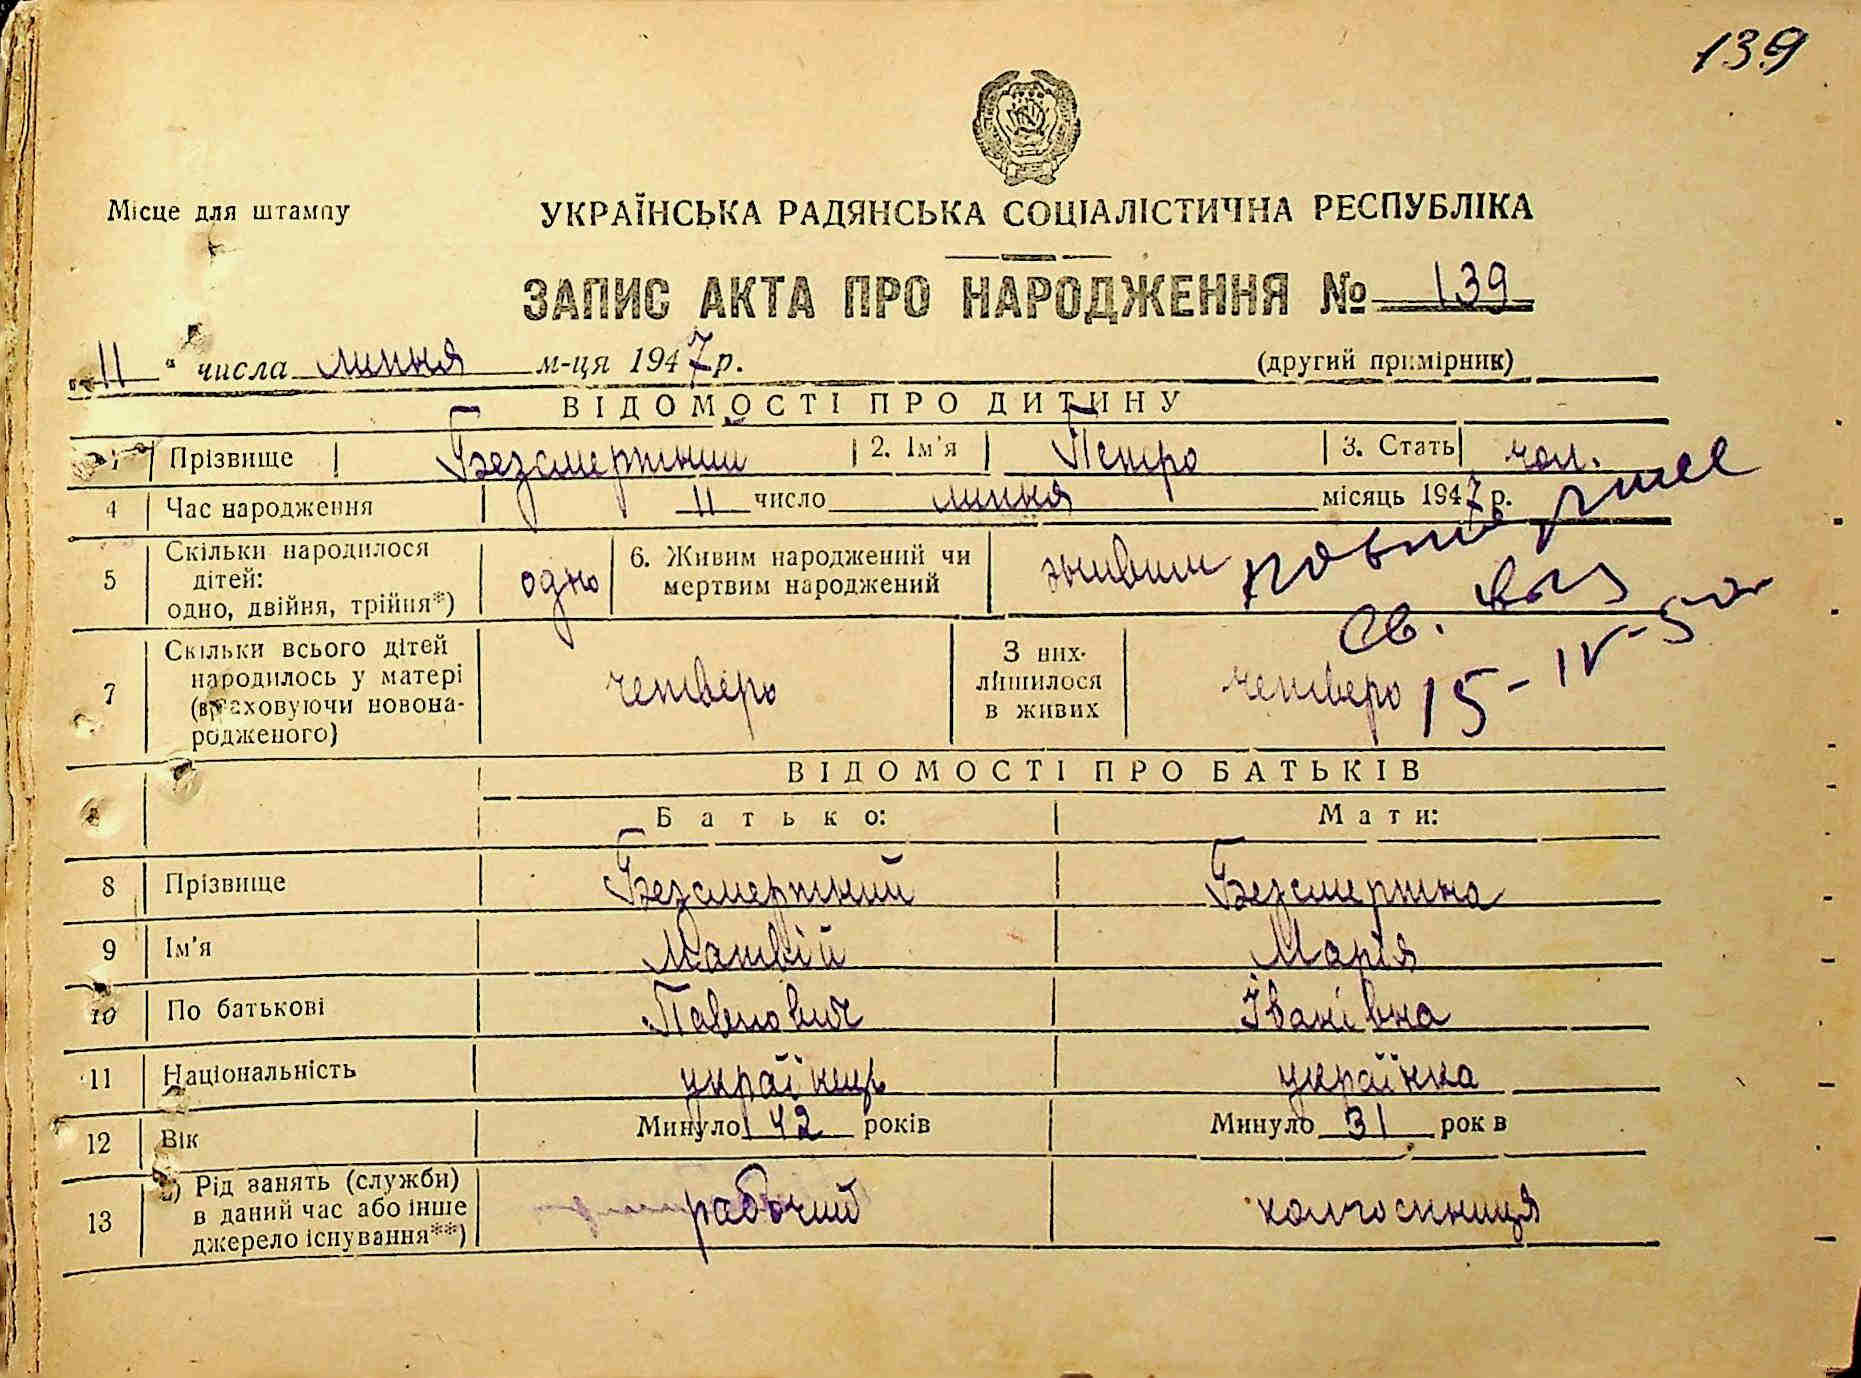 139
Місце для штампу
УКРАЇНСЬКА РАДЯНСЬКА СОЦІАЛІСТИЧНА РЕСПУБЛІКА
ЗАПИС АКТА ПРО НАРОДЖЕННЯ № 139
„11“ числа липня м-ця 1947 р. (другий примірник)
ВІДОМОСТІ ПРО ДИТИНУ
1 Прізвище Безсмертний 2. Ім'я Петро 3. Стать чол.
4 Час народження 11 число липня місяць 1947 р.
5 Скільки народилося дітей: одно, двійня, трійня*) одно 6. Живим народжений чи мертвим народжений живим
св. 15-IV-50
7 Скільки всього дітей народилось у матері (враховуючи новонародженого) четверо З них лишилося в живих четверо
ВІДОМОСТІ ПРО БАТЬКІВ
Батько: Мати:
8 Прізвище Безсмертний Безсмертна
9 Ім'я Матвій Марія
10 По батькові Павлович Іванівна
11 Національність українець українка
12 Вік Минуло 42 років Минуло 31 рок в
13 Рід занять (служби) в даний час або інше джерело існування**) рабочий колгоспниця